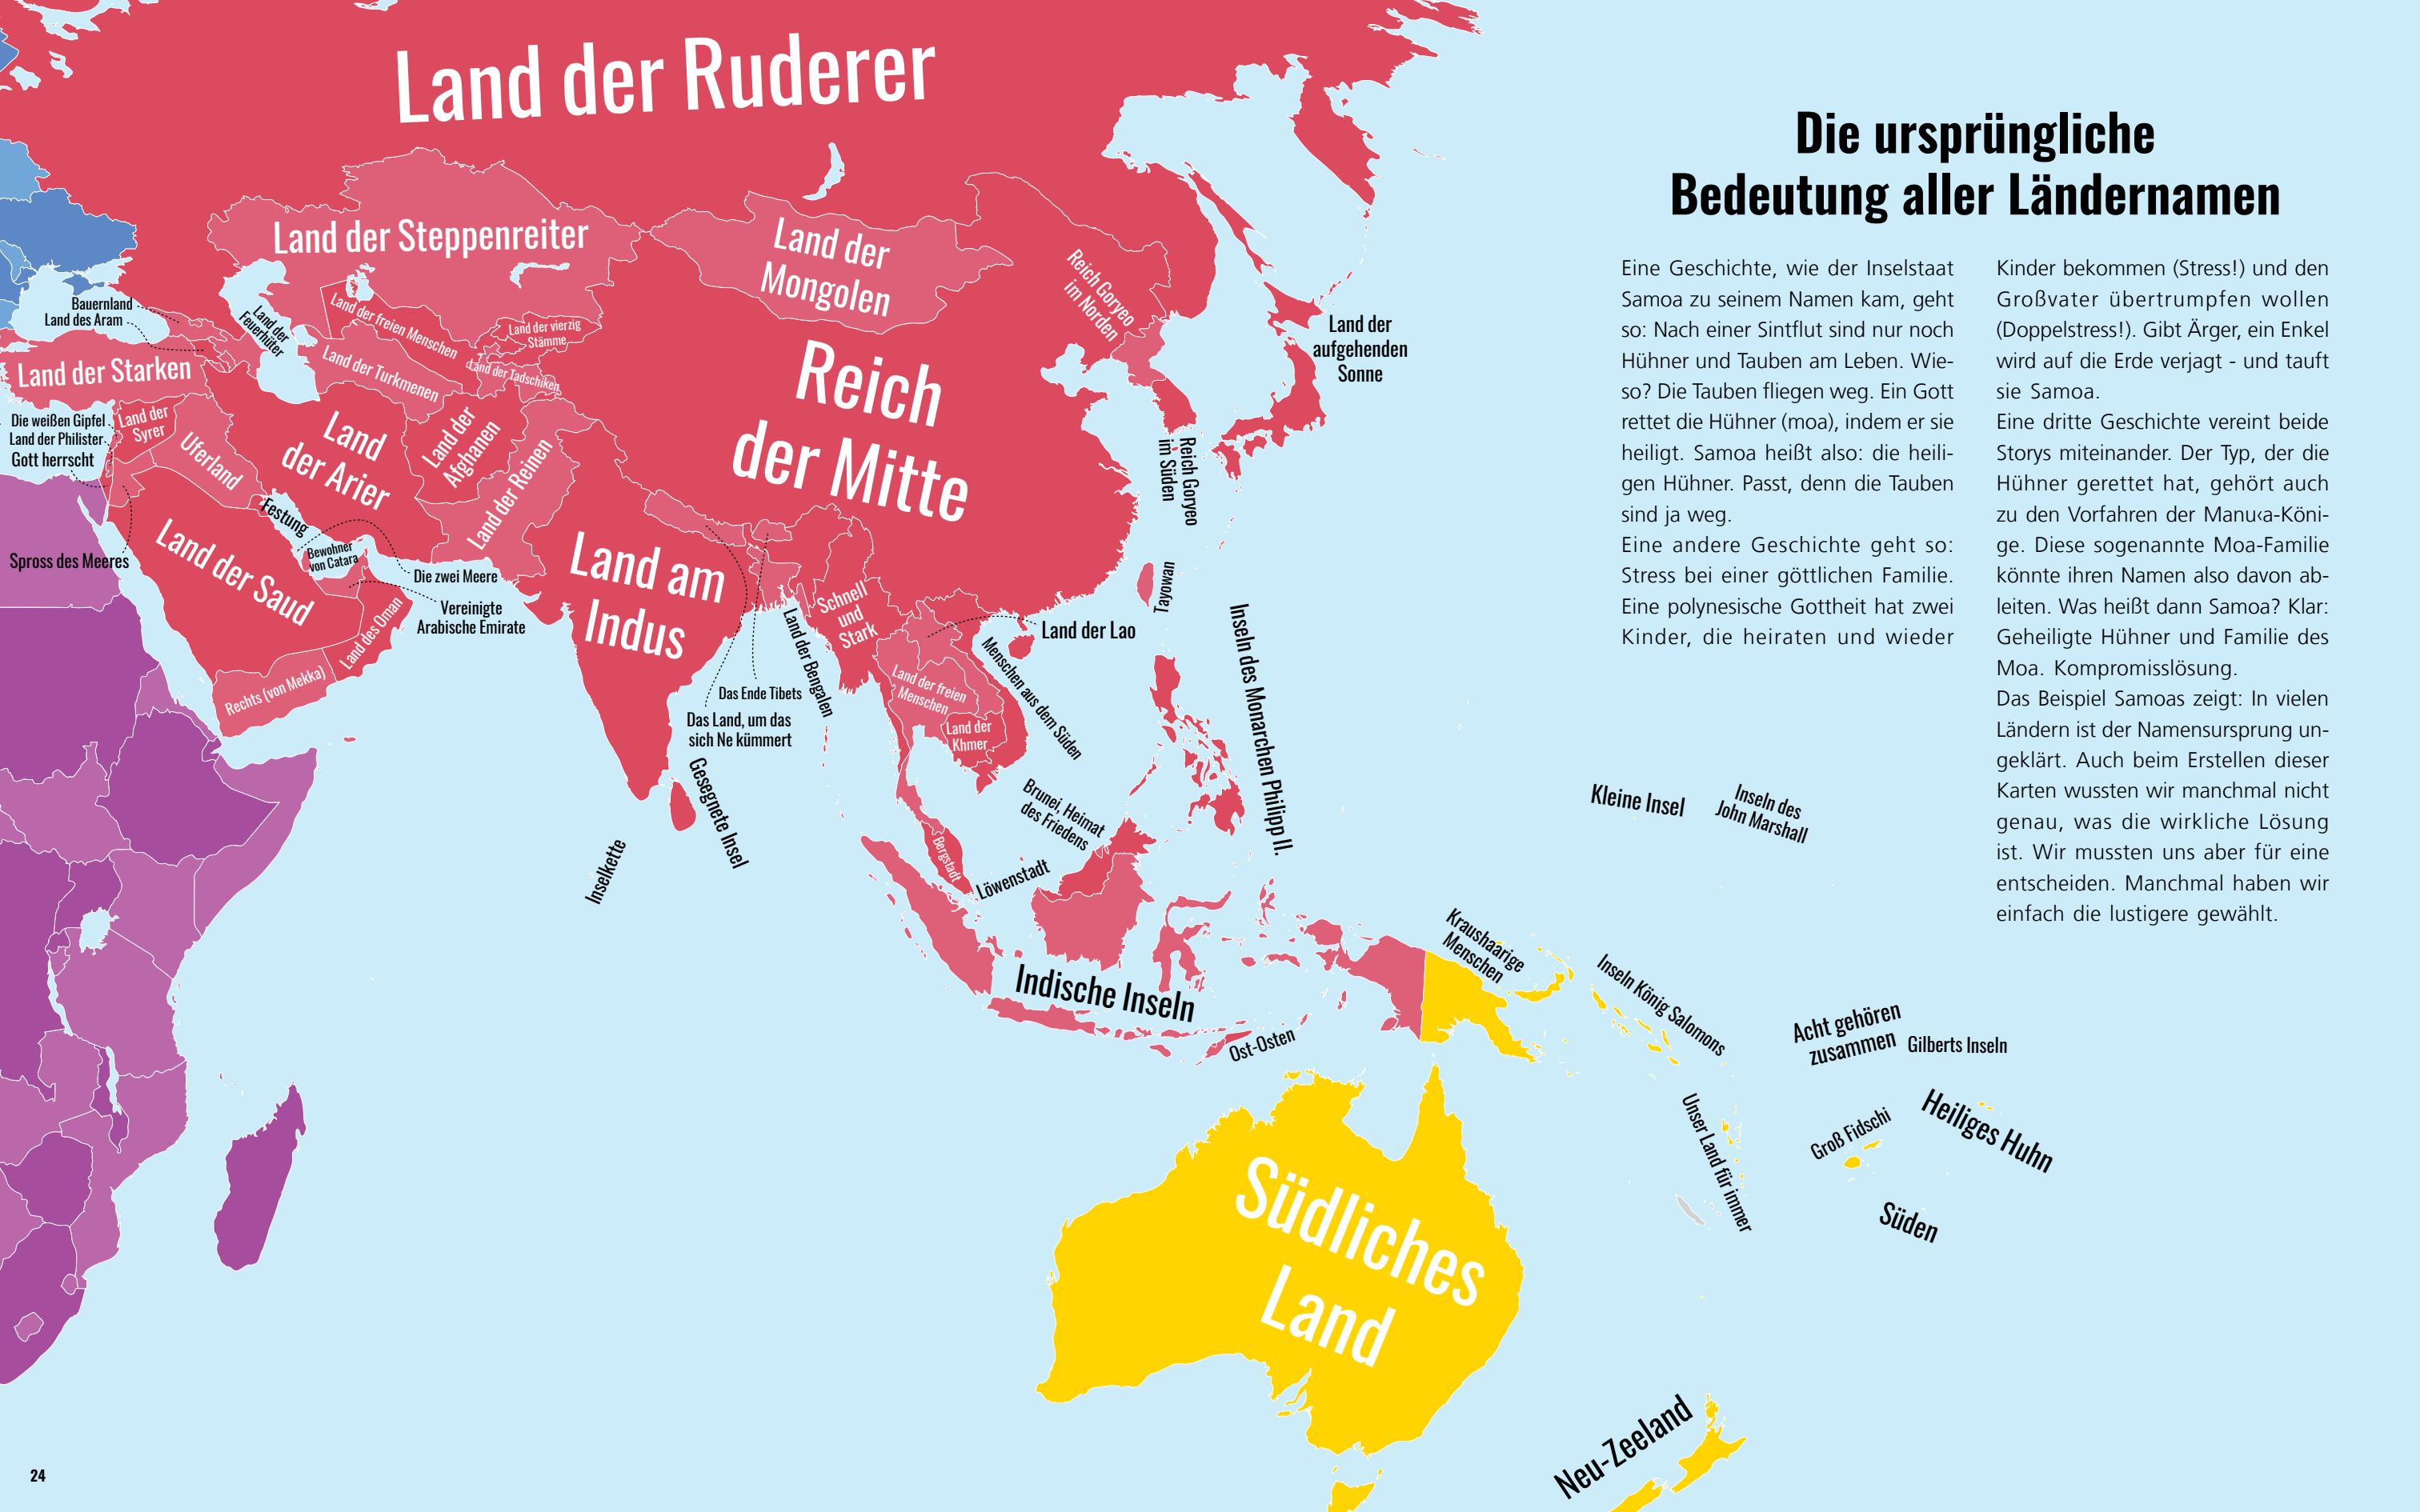 Land der Ruderer
Land der Steppenreiter
Land der
Mongolen
Reich Goryeo
im Norden
Bauernland
Land des Aram
Land der
Feuerhüter
Land der freien Menschen
Land der vierzig
Stämme
Land der Turkmenen
Land der Tadschiken
Land der
aufgehenden
Sonne
Land der Starken
Reich
der Mitte
Die weißen Gipfel
Land der Philister
Gott herrscht
Land der
Syrer
Uferland
Land
der Arier
Land der
Afghanen
Land der Reinen
Reich Goryeo
im Süden
Festung
Bewohner
von Catara
Spross des Meeres
Land der Saud
Die zwei Meere
Vereinigte
Arabische Emirate
Land des Oman
Rechts (von Mekka)
Land am
Indus
Schnell
und
Stark
Tayowan
Land der Lao
Land der Bengalen
Das Ende Tibets
Das Land, um das
sich Ne kümmert
Land der freien
Menschen
Land der
Khmer
Menschen aus dem Süden
Inseln des Monarchen Philipp II.
Gesegnete Insel
Inselkette
Brunei, Heimat
des Friedens
Bergstadt
Löwenstadt
Indische Inseln
Ost-Osten
Kraushaarige
Menschen
Inseln König Salomons
Kleine Insel
Inseln des
John Marshall
Acht gehören
zusammen
Gilberts Inseln
Unser Land für immer
Groß Fidschi
Heiliges Huhn
Süden
Südliches
Land
Neu-Zeeland
Die ursprüngliche
Bedeutung aller Ländernamen
Eine Geschichte, wie der Inselstaat
Samoa zu seinem Namen kam, geht
so: Nach einer Sintflut sind nur noch
Hühner und Tauben am Leben. Wie-
so? Die Tauben fliegen weg. Ein Gott
rettet die Hühner (moa), indem er sie
heiligt. Samoa heißt also: die heili-
gen Hühner. Passt, denn die Tauben
sind ja weg.
Eine andere Geschichte geht so:
Stress bei einer göttlichen Familie.
Eine polynesische Gottheit hat zwei
Kinder, die heiraten und wieder
Kinder bekommen (Stress!) und den
Großvater übertrumpfen wollen
(Doppelstress!). Gibt Ärger, ein Enkel
wird auf die Erde verjagt - und tauft
sie Samoa.
Eine dritte Geschichte vereint beide
Storys miteinander. Der Typ, der die
Hühner gerettet hat, gehört auch
zu den Vorfahren der Manu‹a-Köni-
ge. Diese sogenannte Moa-Familie
könnte ihren Namen also davon ab-
leiten. Was heißt dann Samoa? Klar:
Geheiligte Hühner und Familie des
Moa. Kompromisslösung.
Das Beispiel Samoas zeigt: In vielen
Ländern ist der Namensursprung un-
geklärt. Auch beim Erstellen dieser
Karten wussten wir manchmal nicht
genau, was die wirkliche Lösung
ist. Wir mussten uns aber für eine
entscheiden. Manchmal haben wir
einfach die lustigere gewählt.
24